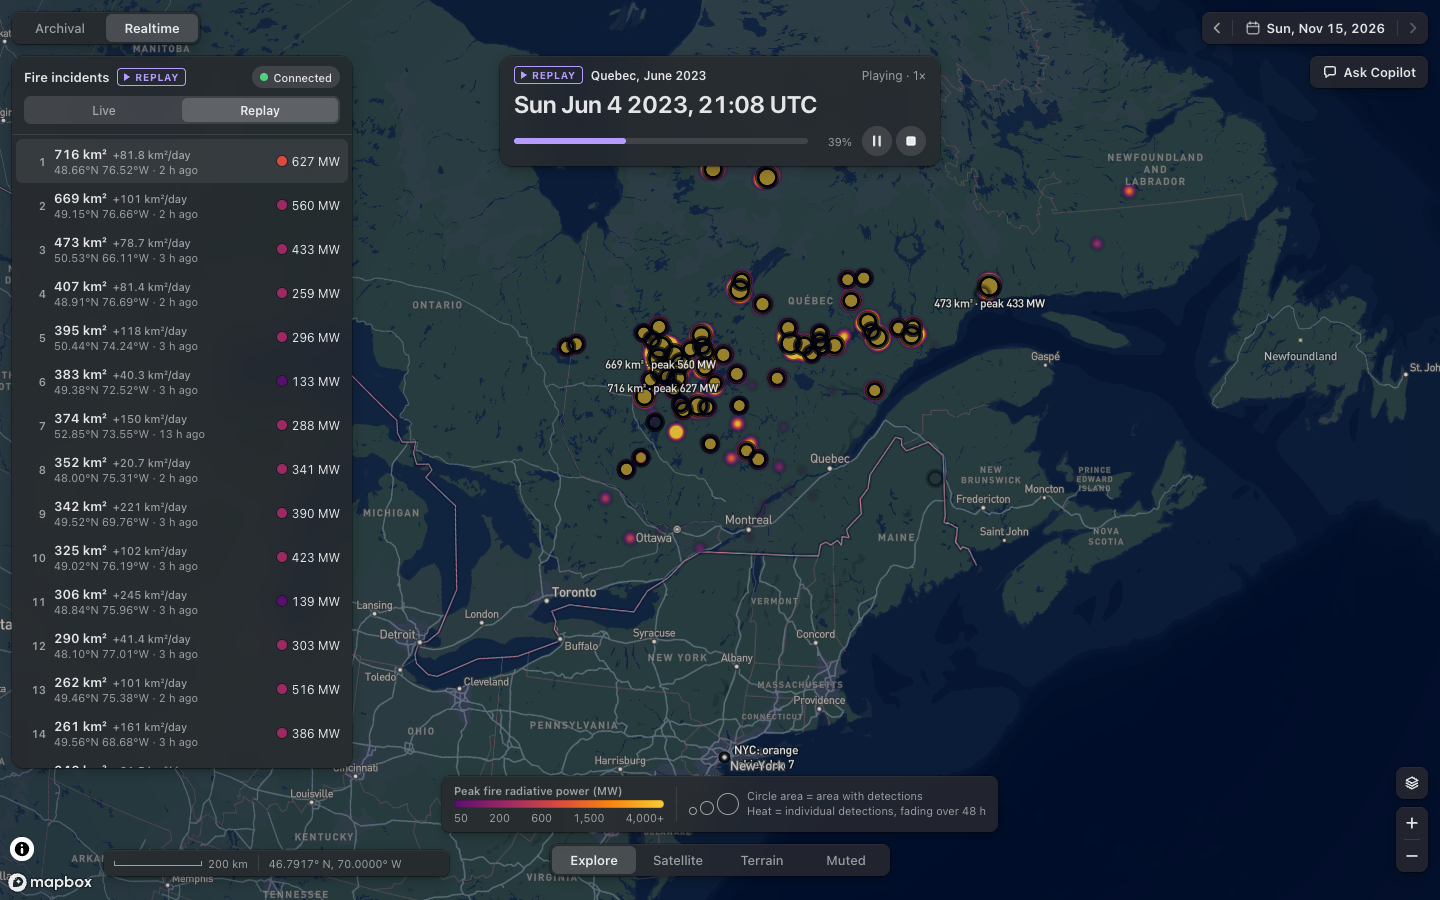 Archival
Realtime
Sun, Nov 15, 2026
Ask Copilot
Fire incidents
REPLAY
Connected
Live
Replay
1
716 km² +81.8 km²/day
48.66°N 76.52°W · 2 h ago
627 MW
2
669 km² +101 km²/day
49.15°N 76.66°W · 2 h ago
560 MW
3
473 km² +78.7 km²/day
50.53°N 66.11°W · 3 h ago
433 MW
4
407 km² +81.4 km²/day
48.91°N 76.69°W · 2 h ago
259 MW
5
395 km² +118 km²/day
50.44°N 74.24°W · 3 h ago
296 MW
6
383 km² +40.3 km²/day
49.38°N 72.52°W · 3 h ago
133 MW
7
374 km² +150 km²/day
52.85°N 73.55°W · 13 h ago
288 MW
8
352 km² +20.7 km²/day
48.00°N 75.31°W · 2 h ago
341 MW
9
342 km² +221 km²/day
49.52°N 69.76°W · 3 h ago
390 MW
10
325 km² +102 km²/day
49.02°N 76.19°W · 3 h ago
423 MW
11
306 km² +245 km²/day
48.84°N 75.96°W · 3 h ago
139 MW
12
290 km² +41.4 km²/day
48.10°N 77.01°W · 3 h ago
303 MW
13
262 km² +101 km²/day
49.46°N 75.38°W · 2 h ago
516 MW
14
261 km² +161 km²/day
49.56°N 68.68°W · 3 h ago
386 MW
REPLAY
Quebec, June 2023
Playing · 1×
Sun Jun 4 2023, 21:08 UTC
39%
MANITOBA
NEWFOUNDLAND
AND
LABRADOR
ONTARIO
QUÉBEC
473 km² · peak 433 MW
669 km² · peak 560 MW
716 km² · peak 627 MW
Gaspé
Newfoundland
St. Joh
Quebec
NEW
BRUNSWICK
PRINCE
EDWARD
ISLAND
Moncton
Fredericton
Saint John
NOVA
SCOTIA
MICHIGAN
Montreal
Ottawa
MAINE
Toronto
Lansing
London
VERMONT
Detroit
Buffalo
Syracuse
Concord
NEW YORK
Albany
Toledo
Cleveland
MASSACHUSETTS
Providence
CONNECTICUT
OHIO
PENNSYLVANIA
Harrisburg
NYC: orange
New York
7
Cincinnati
Louisville
KENTUCKY
Memphis
TENNESSEE
VIRGINIA
Peak fire radiative power (MW)
50 200 600 1,500 4,000+
Circle area = area with detections
Heat = individual detections, fading over 48 h
200 km
46.7917° N, 70.0000° W
Explore
Satellite
Terrain
Muted
mapbox